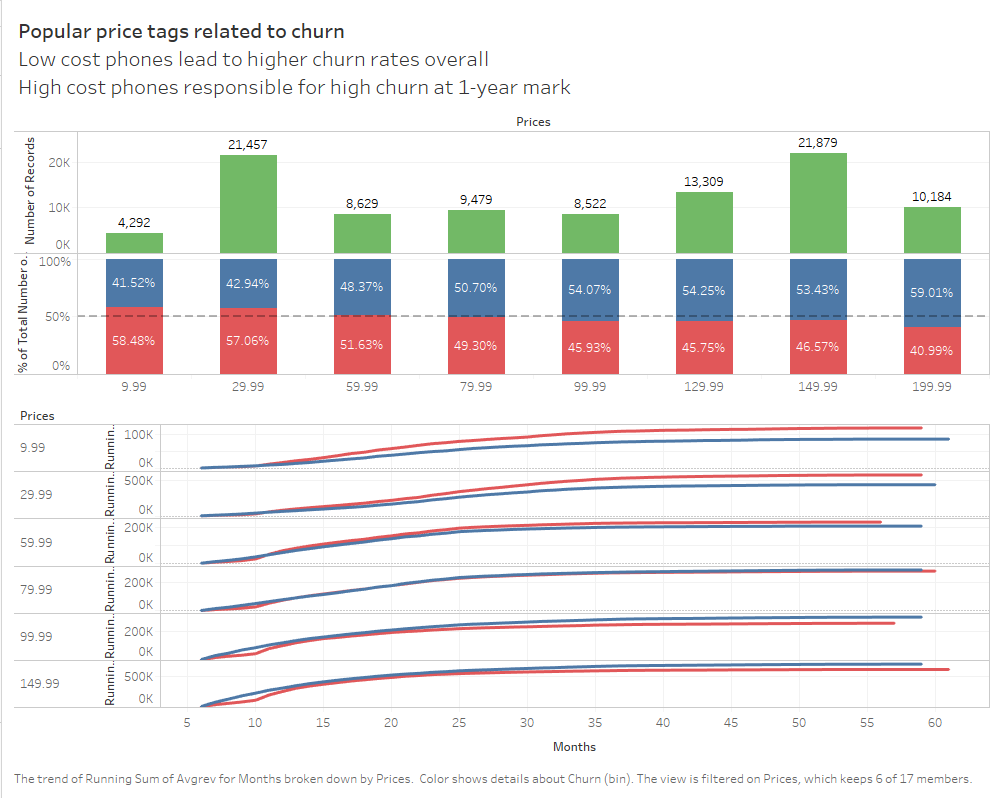 Popular price tags related to churn
Low cost phones lead to higher churn rates overall
High cost phones responsible for high churn at 1-year mark
Prices
Number of Records
20K
10K
0K
4,292
21,457
8,629
9,479
8,522
13,309
21,879
10,184
% of Total Number o..
100%
50%
0%
41.52%
42.94%
48.37%
50.70%
54.07%
54.25%
53.43%
59.01%
58.48%
57.06%
51.63%
49.30%
45.93%
45.75%
46.57%
40.99%
9.99
29.99
59.99
79.99
99.99
129.99
149.99
199.99
Prices
9.99
Runnin..
100K
0K
29.99
Runnin..
500K
0K
59.99
Runnin..
200K
0K
79.99
Runnin..
200K
0K
99.99
Runnin..
200K
0K
149.99
Runnin..
500K
0K
5
10
15
20
25
30
35
40
45
50
55
60
Months
The trend of Running Sum of Avgrev for Months broken down by Prices. Color shows details about Churn (bin). The view is filtered on Prices, which keeps 6 of 17 members.